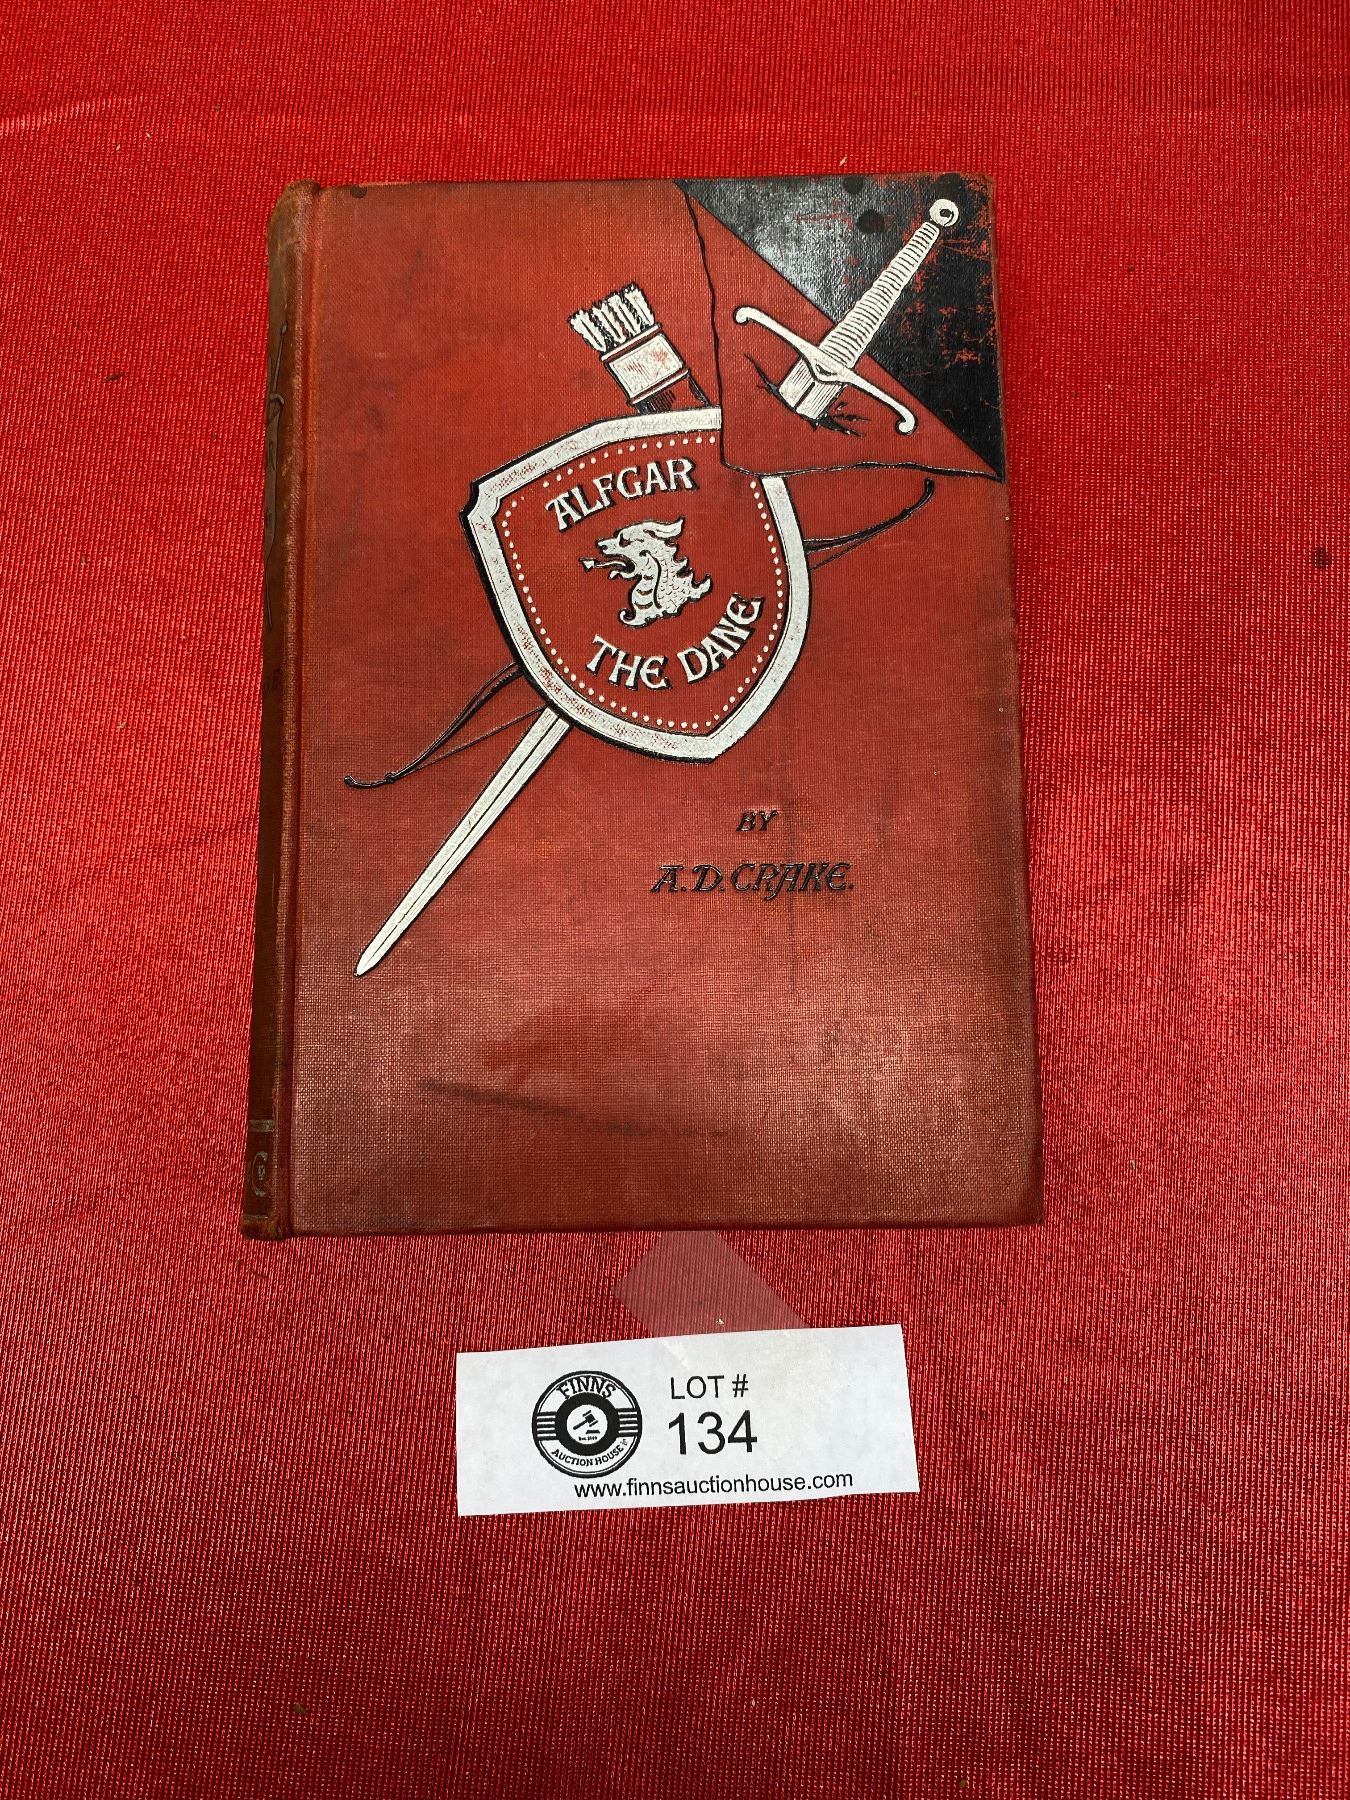 ALFGAR
THE DANE
BY
A.D. CRAKE.
FINNS
AUCTION HOUSE
LOT #
134
www.finnsauctionhouse.com